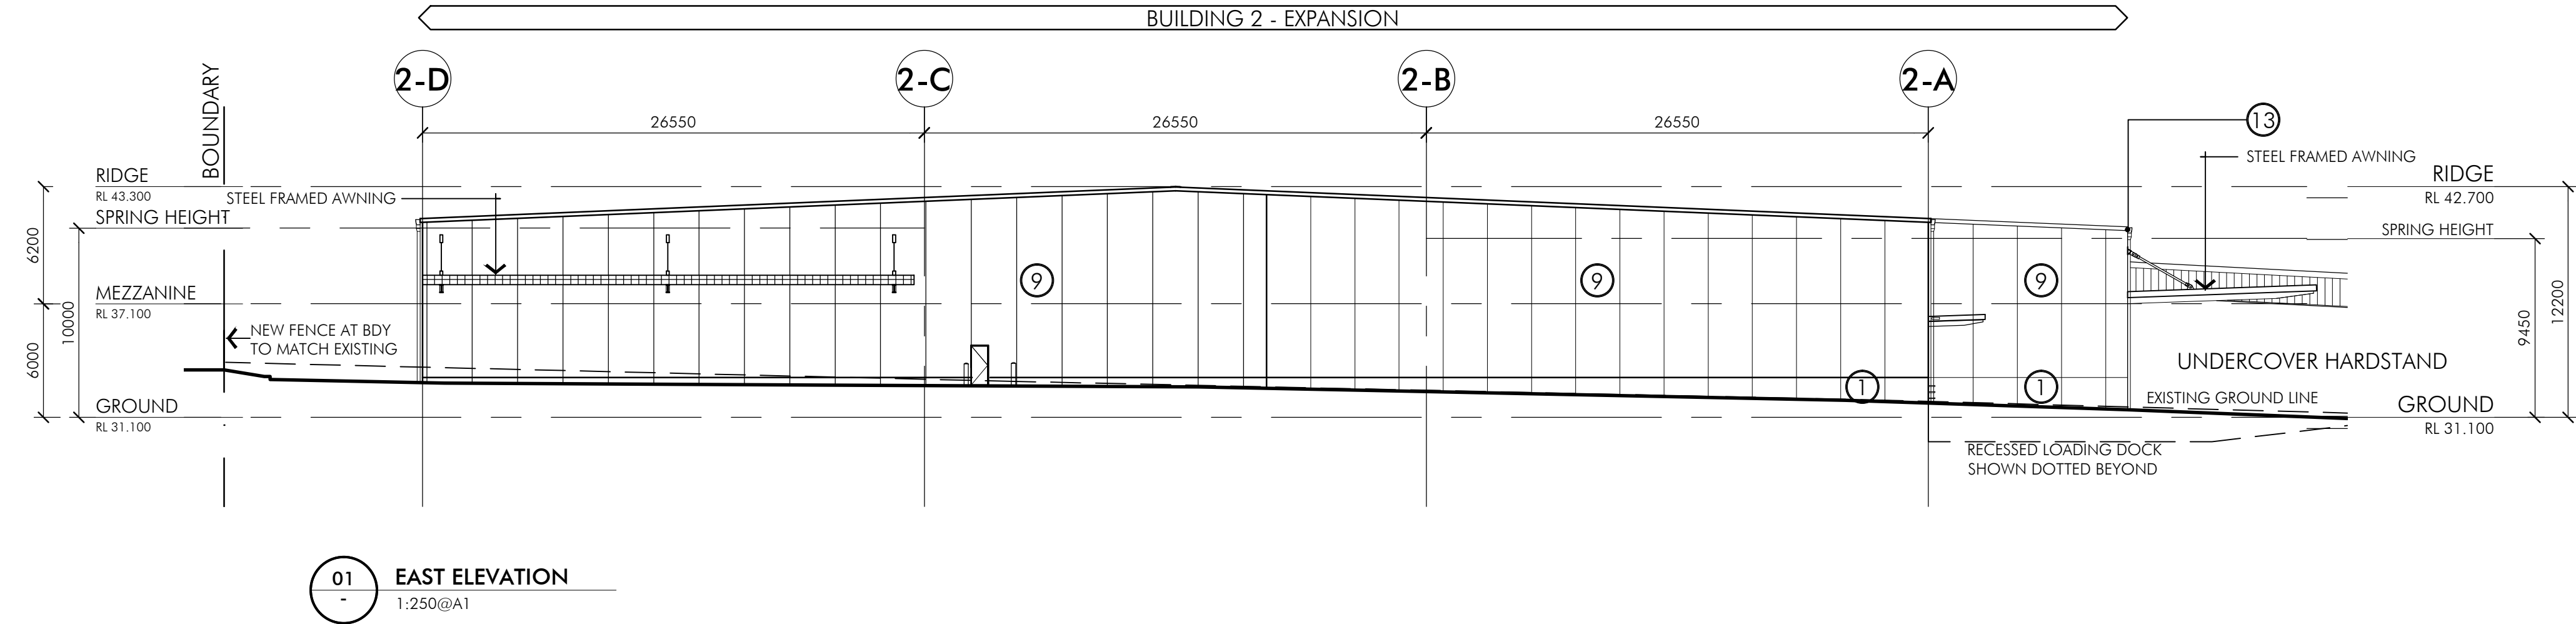 BUILDING 2 - EXPANSION
BOUNDARY
2-D
2-C
2-B
2-A
26550
26550
26550
13
STEEL FRAMED AWNING
RIDGE
RL 43.300
STEEL FRAMED AWNING
SPRING HEIGHT
RIDGE
RL 42.700
SPRING HEIGHT
6200
10000
6000
9
9
9
MEZZANINE
RL 37.100
NEW FENCE AT BDY
TO MATCH EXISTING
9450
12200
UNDERCOVER HARDSTAND
1
1
EXISTING GROUND LINE
GROUND
RL 31.100
GROUND
RL 31.100
RECESSED LOADING DOCK
SHOWN DOTTED BEYOND
01
-
EAST ELEVATION
1:250@A1